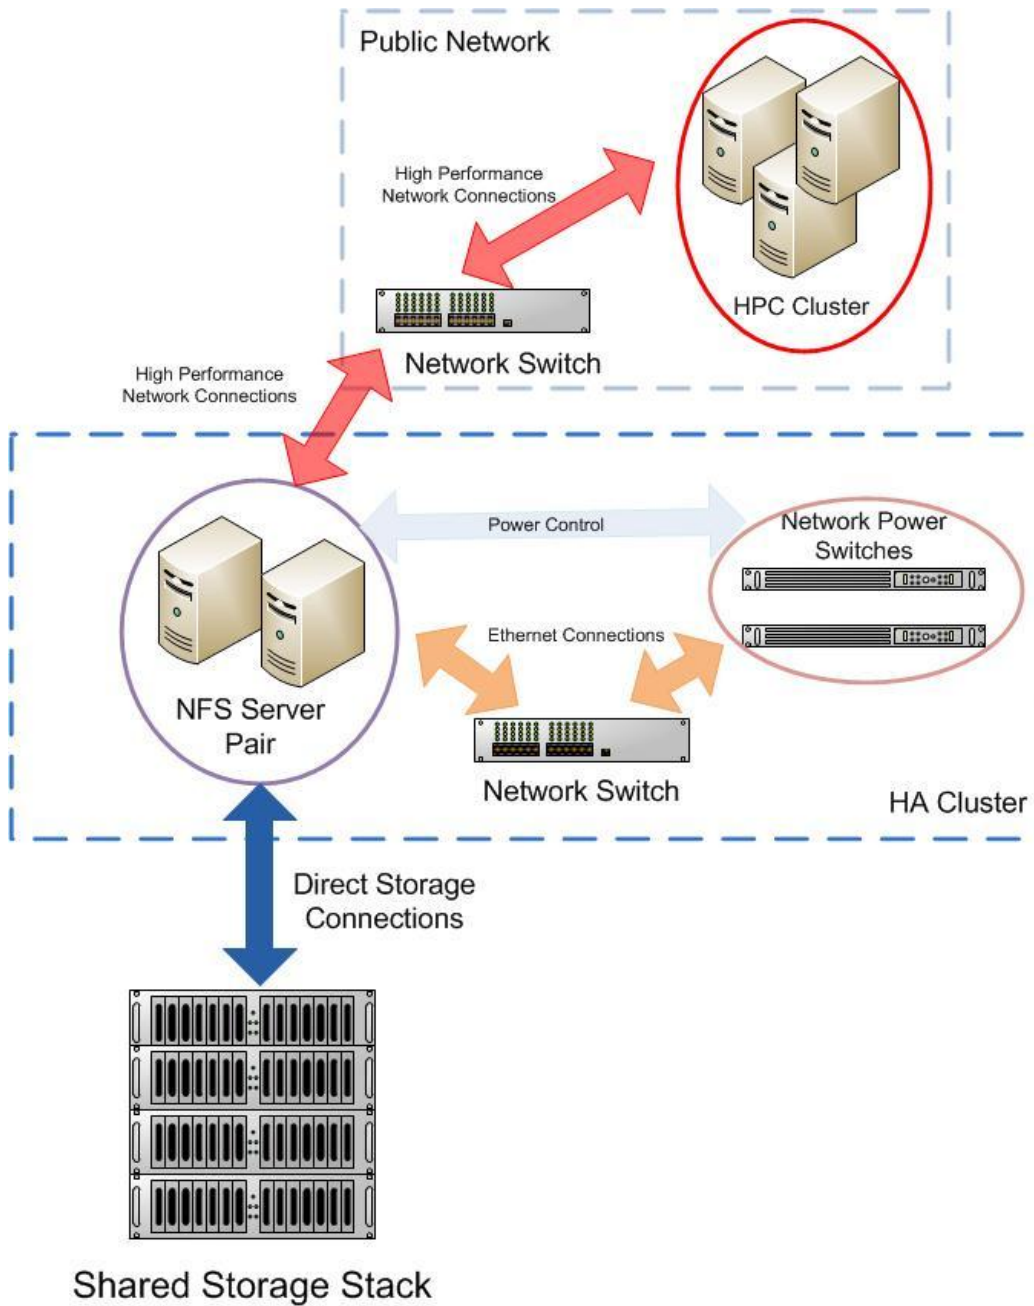 Public Network
High Performance
Network Connections
HPC Cluster
Network Switch
High Performance
Network Connections
Power Control
Network Power
Switches
Ethernet Connections
NFS Server
Pair
Network Switch
HA Cluster
Direct Storage
Connections
Shared Storage Stack